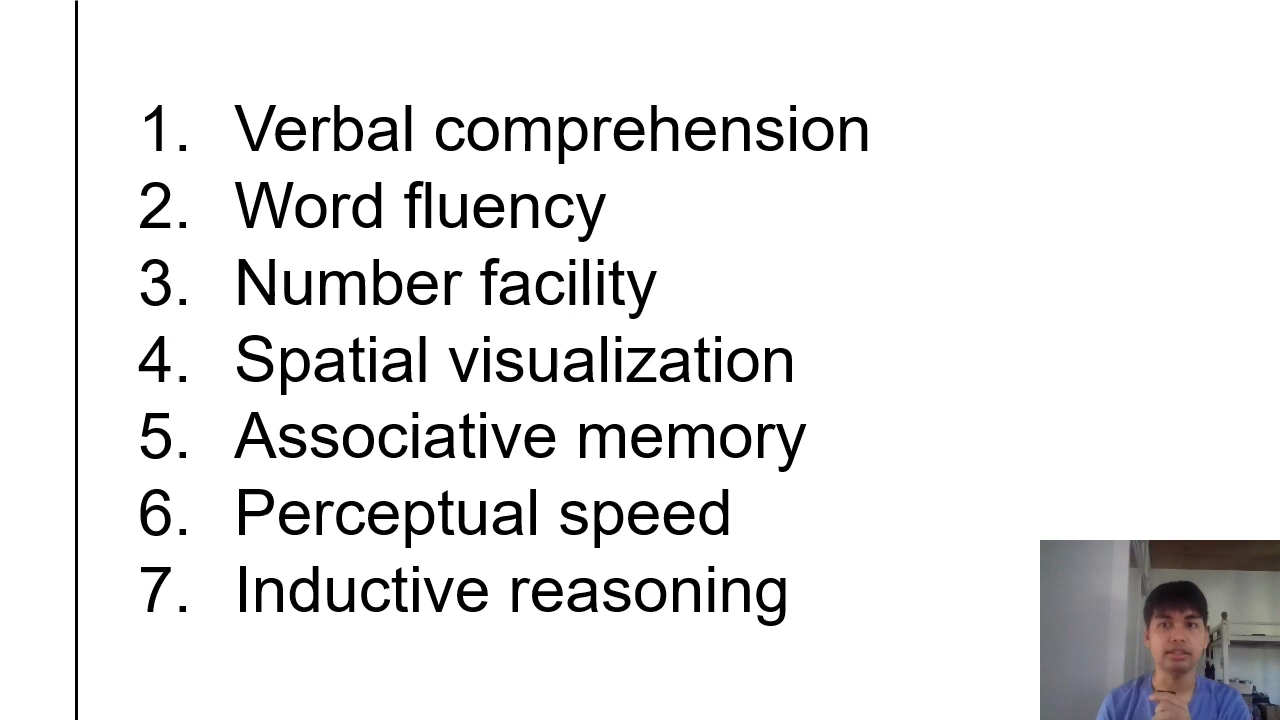 1. Verbal comprehension
2. Word fluency
3. Number facility
4. Spatial visualization
5. Associative memory
6. Perceptual speed
7. Inductive reasoning